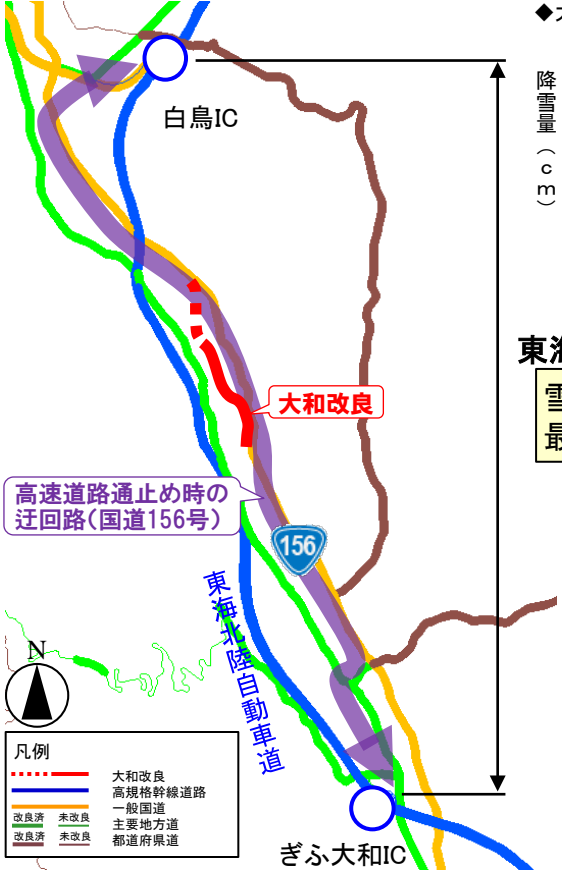 ◆
降雪量（cm）
白鳥IC
東海
雪
最
大和改良
高速道路通止め時の
迂回路(国道156号)
156
東海北陸自動車道
N
凡例
大和改良
高規格幹線道路
一般国道
改良済 未改良 主要地方道
改良済 未改良 都道府県道
ぎふ大和IC